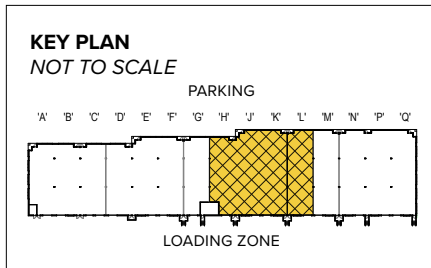 KEY PLAN
NOT TO SCALE
PARKING
'A' 'B' 'C' 'D' 'E' 'F' 'G' 'H' 'J' 'K' 'L' 'M' 'N' 'P' 'Q'
LOADING ZONE